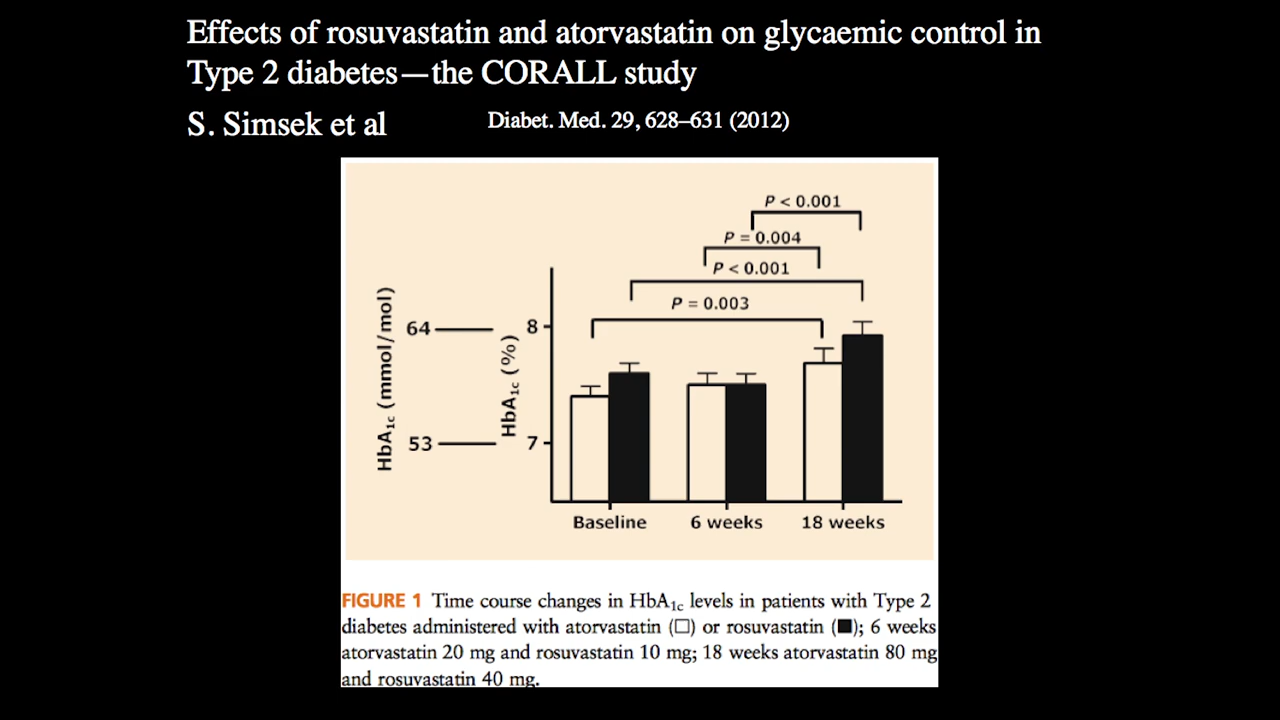 Effects of rosuvastatin and atorvastatin on glycaemic control in
Type 2 diabetes—the CORALL study
S. Simsek et al
Diabet. Med. 29, 628–631 (2012)
P < 0.001
P = 0.004
P < 0.001
P = 0.003
HbA1c (mmol/mol)
64
53
HbA1c (%)
8
7
Baseline
6 weeks
18 weeks
FIGURE 1 Time course changes in HbA1c levels in patients with Type 2
diabetes administered with atorvastatin (□) or rosuvastatin (■); 6 weeks
atorvastatin 20 mg and rosuvastatin 10 mg; 18 weeks atorvastatin 80 mg
and rosuvastatin 40 mg.